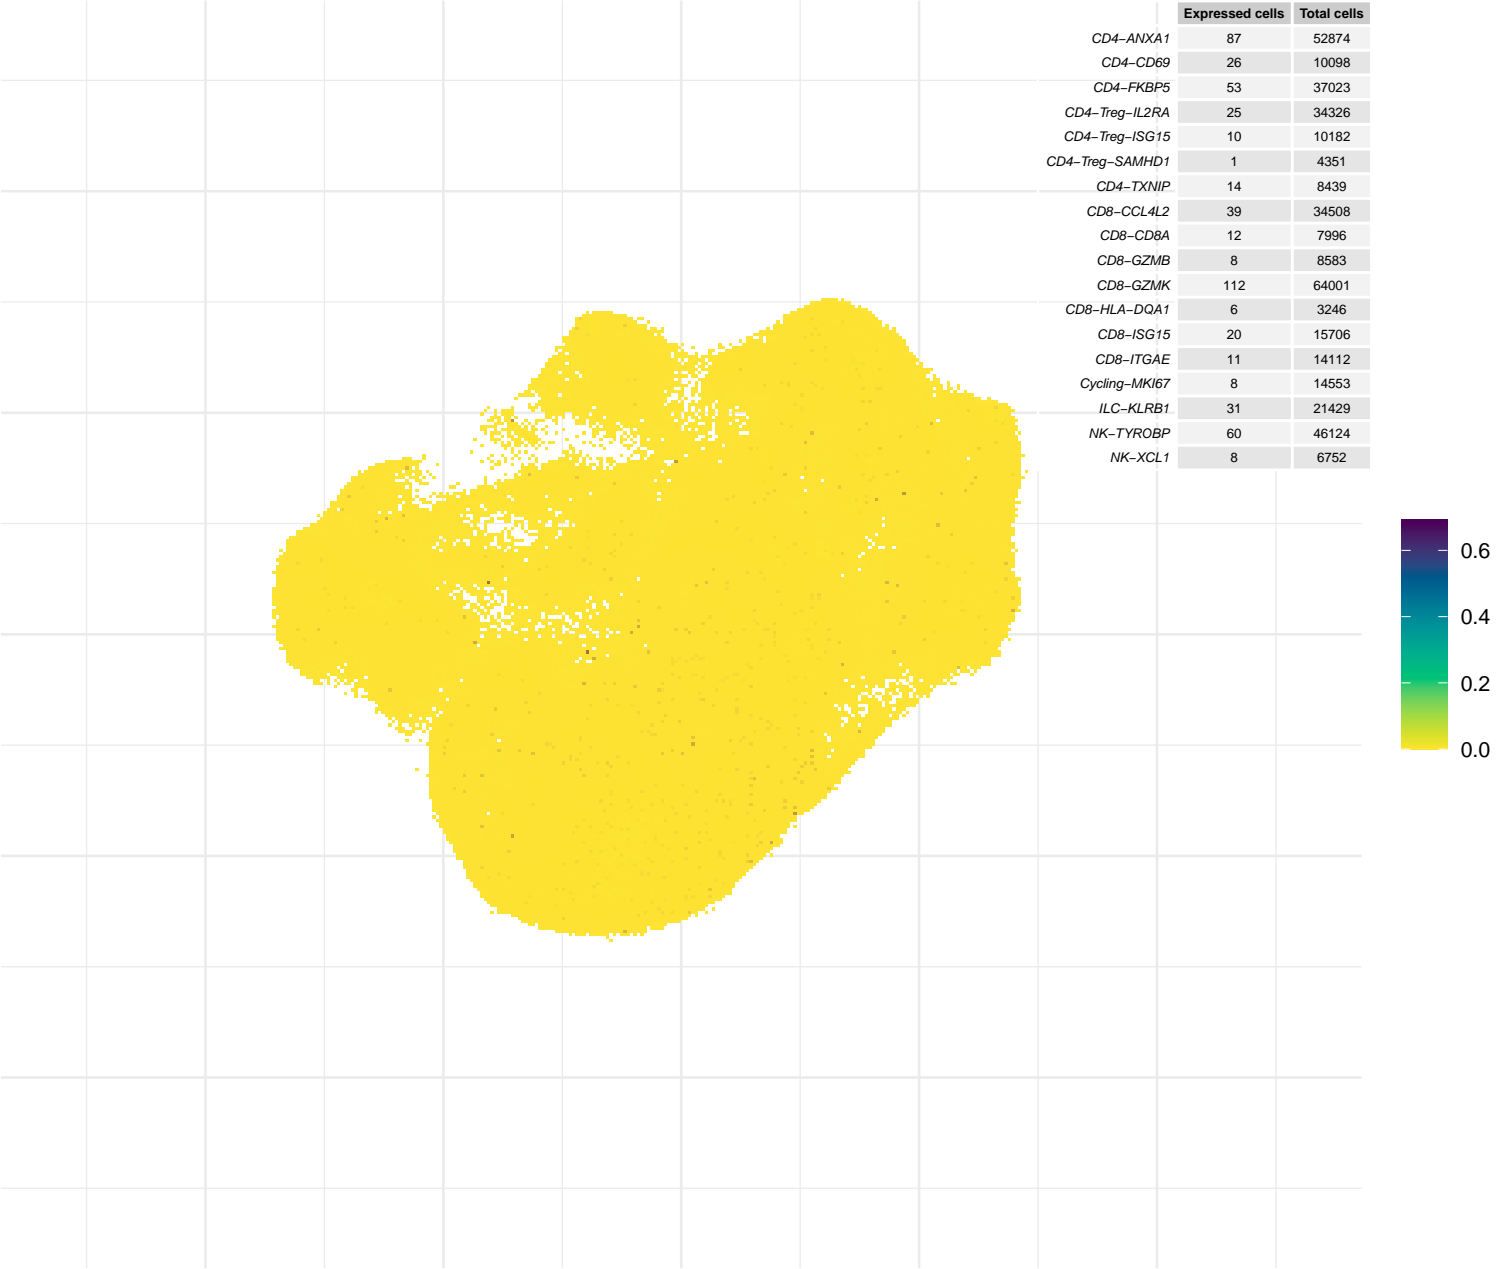 Expressed cells Total cells
CD4−ANXA1 87 52874
CD4−CD69 26 10098
CD4−FKBP5 53 37023
CD4−Treg−IL2RA 25 34326
CD4−Treg−ISG15 10 10182
CD4−Treg−SAMHD1 1 4351
CD4−TXNIP 14 8439
CD8−CCL4L2 39 34508
CD8−CD8A 12 7996
CD8−GZMB 8 8583
CD8−GZMK 112 64001
CD8−HLA−DQA1 6 3246
CD8−ISG15 20 15706
CD8−ITGAE 11 14112
Cycling−MKI67 8 14553
ILC−KLRB1 31 21429
NK−TYROBP 60 46124
NK−XCL1 8 6752
0.6
0.4
0.2
0.0